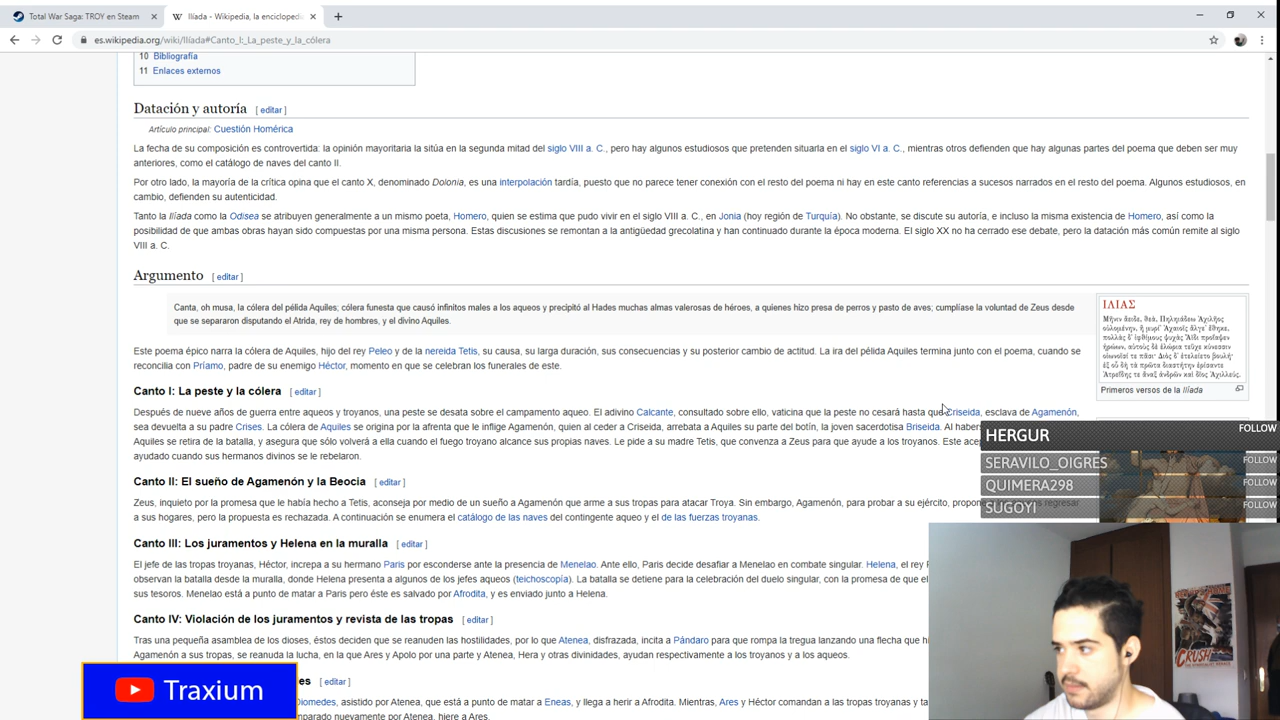 Total War Saga: TROY en Steam
Ilíada - Wikipedia, la enciclopedi
es.wikipedia.org/wiki/Ilíada#Canto_I:_La_peste_y_la_cólera
10 Bibliografía
11 Enlaces externos
Datación y autoría [ editar ]
Artículo principal: Cuestión Homérica
La fecha de su composición es controvertida: la opinión mayoritaria la sitúa en la segunda mitad del siglo VIII a. C., pero hay algunos estudiosos que pretenden situarla en el siglo VI a. C., mientras otros defienden que hay algunas partes del poema que deben ser muy
anteriores, como el catálogo de naves del canto II.
Por otro lado, la mayoría de la crítica opina que el canto X, denominado Dolonia, es una interpolación tardía, puesto que no parece tener conexión con el resto del poema ni hay en este canto referencias a sucesos narrados en el resto del poema. Algunos estudiosos, en
cambio, defienden su autenticidad.
Tanto la Ilíada como la Odisea se atribuyen generalmente a un mismo poeta, Homero, quien se estima que pudo vivir en el siglo VIII a. C., en Jonia (hoy región de Turquía). No obstante, se discute su autoría, e incluso la misma existencia de Homero, así como la
posibilidad de que ambas obras hayan sido compuestas por una misma persona. Estas discusiones se remontan a la antigüedad grecolatina y han continuado durante la época moderna. El siglo XX no ha cerrado ese debate, pero la datación más común remite al siglo
VIII a. C.
Argumento [ editar ]
Canta, oh musa, la cólera del pélida Aquiles; cólera funesta que causó infinitos males a los aqueos y precipitó al Hades muchas almas valerosas de héroes, a quienes hizo presa de perros y pasto de aves; cumplíase la voluntad de Zeus desde
que se separaron disputando el Atrida, rey de hombres, y el divino Aquiles.
ΙΛΙΑΣ
Primeros versos de la Ilíada
Este poema épico narra la cólera de Aquiles, hijo del rey Peleo y de la nereida Tetis, su causa, su larga duración, sus consecuencias y su posterior cambio de actitud. La ira del pélida Aquiles termina junto con el poema, cuando se
reconcilia con Príamo, padre de su enemigo Héctor, momento en que se celebran los funerales de este.
Canto I: La peste y la cólera [ editar ]
Después de nueve años de guerra entre aqueos y troyanos, una peste se desata sobre el campamento aqueo. El adivino Calcante, consultado sobre ello, vaticina que la peste no cesará hasta que Criseida, esclava de Agamenón,
sea devuelta a su padre Crises. La cólera de Aquiles se origina por la afrenta que le inflige Agamenón, quien al ceder a Criseida, arrebata a Aquiles su parte del botín, la joven sacerdotisa Briseida. Al haber
Aquiles se retira de la batalla, y asegura que sólo volverá a ella cuando el fuego troyano alcance sus propias naves. Le pide a su madre Tetis, que convenza a Zeus para que ayude a los troyanos. Este
ayudado cuando sus hermanos divinos se le rebelaron.
Canto II: El sueño de Agamenón y la Beocia [ editar ]
Zeus, inquieto por la promesa que le había hecho a Tetis, aconseja por medio de un sueño a Agamenón que arme a sus tropas para atacar Troya. Sin embargo, Agamenón, para probar a su ejército, regresar
a sus hogares, pero la propuesta es rechazada. A continuación se enumera el catálogo de las naves del contingente aqueo y el de las fuerzas troyanas.
Canto III: Los juramentos y Helena en la muralla [ editar ]
El jefe de las tropas troyanas, Héctor, increpa a su hermano Paris por esconderse ante la presencia de Menelao. Ante ello, Paris decide desafiar a Menelao en combate singular. Helena, el rey
observan la batalla desde la muralla, donde Helena presenta a algunos de los jefes aqueos (teichoscopía). La batalla se detiene para la celebración del duelo singular, con la promesa de que el
sus tesoros. Menelao está a punto de matar a Paris pero éste es salvado por Afrodita, y es enviado junto a Helena.
Canto IV: Violación de los juramentos y revista de las tropas [ editar ]
Tras una pequeña asamblea de los dioses, éstos deciden que se reanuden las hostilidades, por lo que Atenea, disfrazada, incita a Pándaro para que rompa la tregua lanzando una flecha que
Agamenón a sus tropas, se reanuda la lucha, en la que Ares y Apolo por una parte y Atenea, Hera y otras divinidades, ayudan respectivamente a los troyanos y a los aqueos.
[ editar ]
Diomedes, asistido por Atenea, que está a punto de matar a Eneas, y llega a herir a Afrodita. Mientras, Ares y Héctor comandan a las tropas troyanas y
nuevamente por Atenea, hiere a Ares.
HERGUR FOLLOW
SERAVILO_OIGRES FOLLOW
QUIMERA298 FOLLOW
SUGOYI FOLLOW
Traxium
CRUSH